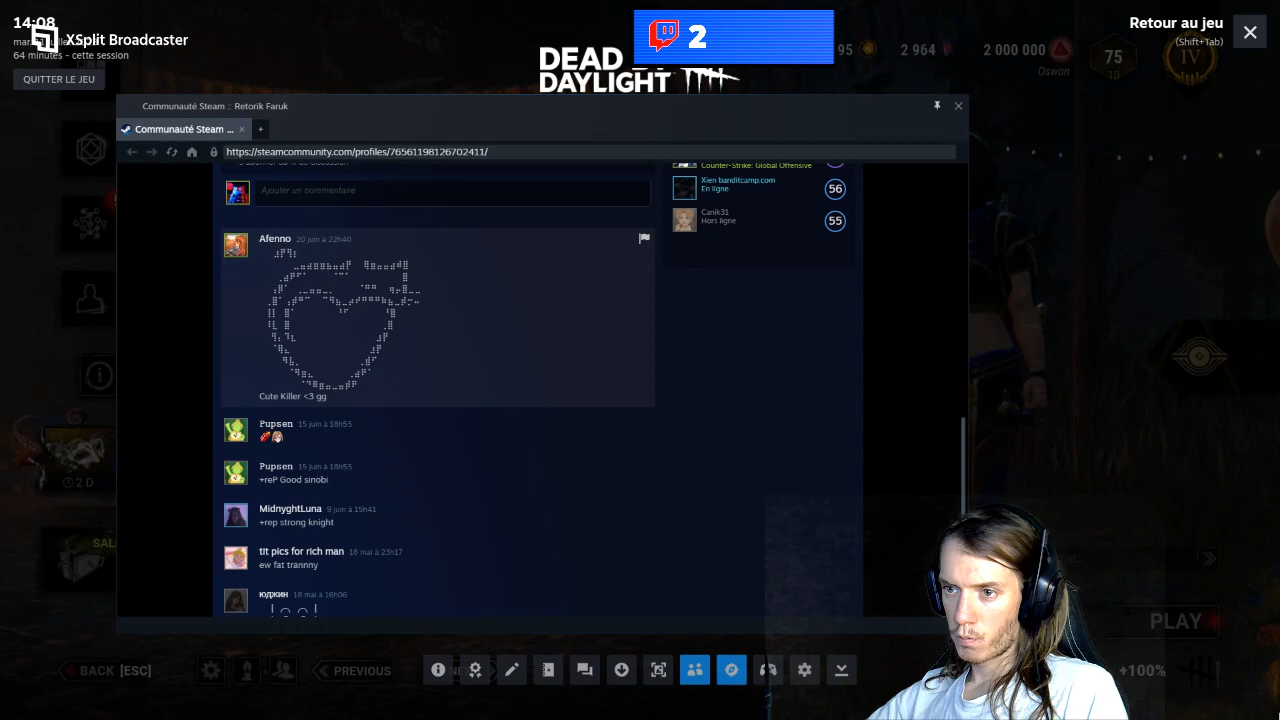 14:08
XSplit Broadcaster
64 minutes - cette session
QUITTER LE JEU
2
DEAD
DAYLIGHT
95
2 964
2 000 000
Oswon
75
10
IV
Retour au jeu
(Shift+Tab)
Communauté Steam :: Retorik Faruk
Communauté Steam ...
https://steamcommunity.com/profiles/76561198126702411/
Ajouter un commentaire
Counter-Strike: Global Offensive
Xien banditcamp.com
En ligne
56
Canik31
Hors ligne
55
Afenno 20 juin à 22h40
Cute Killer <3 gg
Pupsen 15 juin à 18h55
Pupsen 15 juin à 18h55
+reP Good sinobi
MidnyghtLuna 9 juin à 15h41
+rep strong knight
tit pics for rich man 18 mai à 23h17
ew fat trannny
юджин 18 mai à 16h06
2 D
BACK [ESC]
PREVIOUS
PLAY
+100%